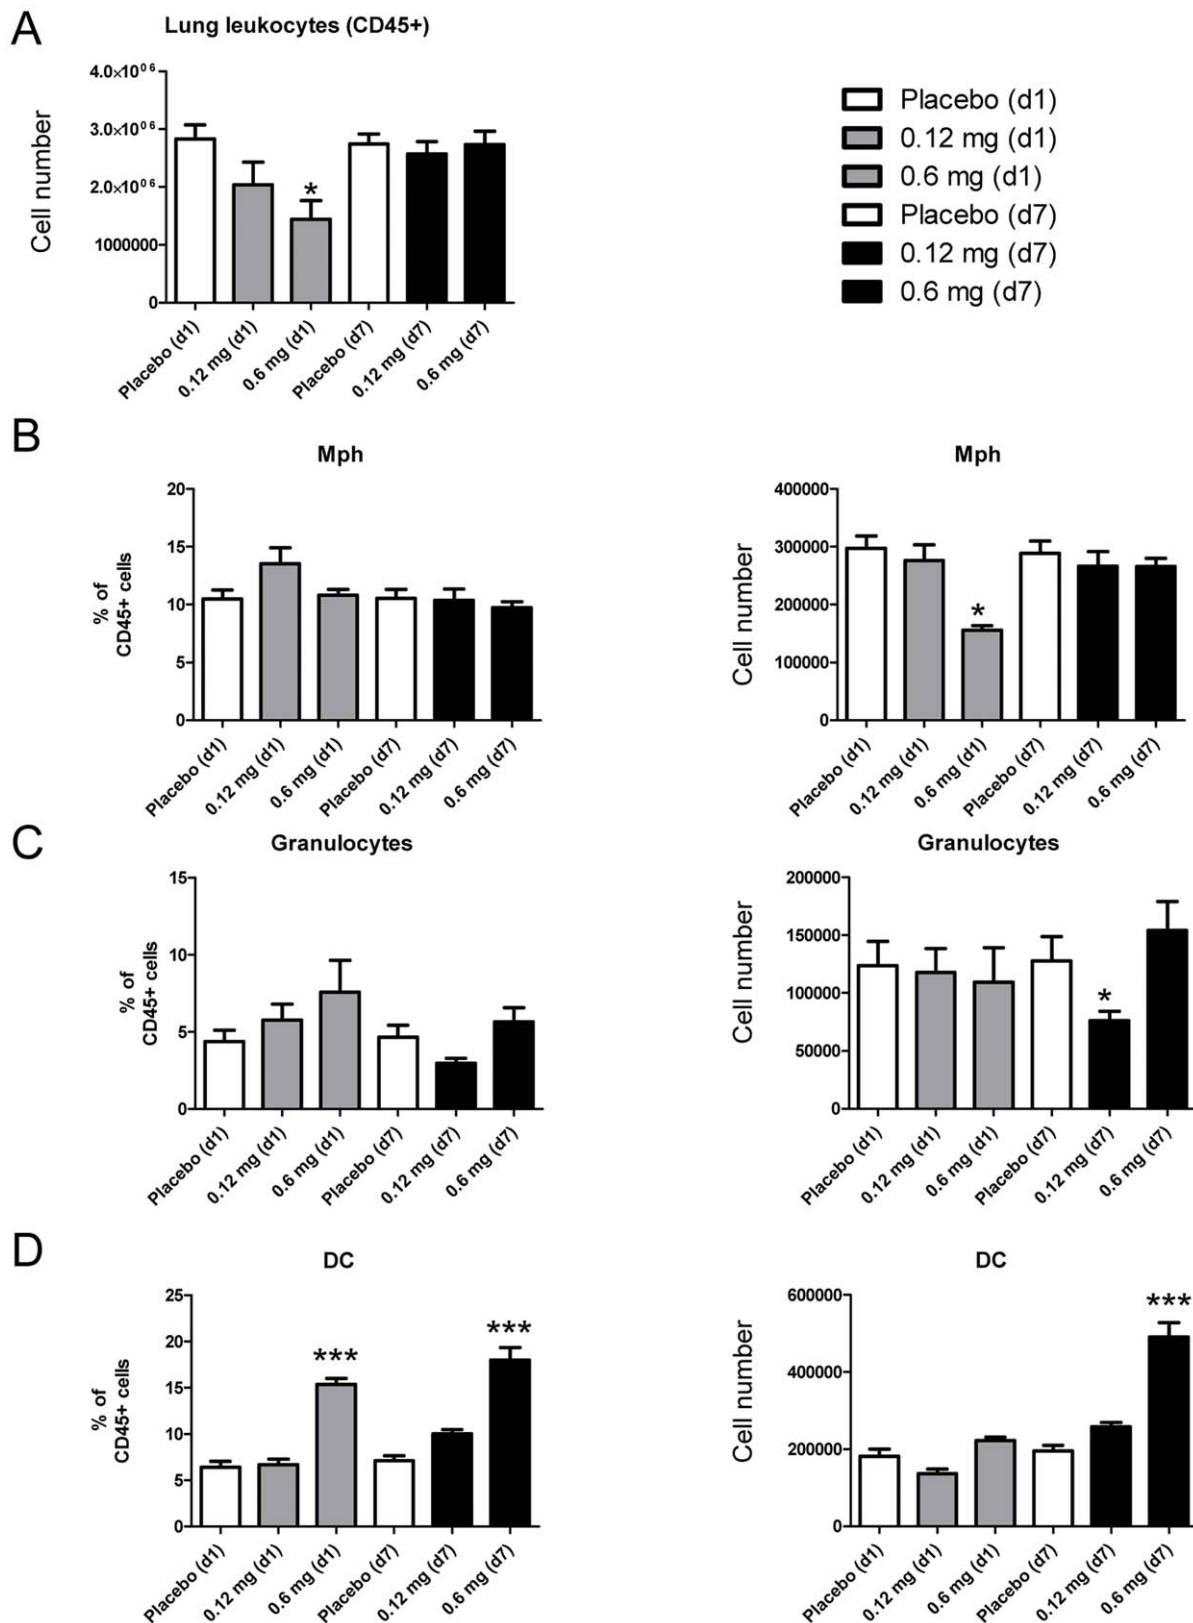 A
Lung leukocytes (CD45+)
Cell number
4.0×10⁰⁶
3.0×10⁰⁶
2.0×10⁰⁶
1000000
0
*
Placebo (d1)
0.12 mg (d1)
0.6 mg (d1)
Placebo (d7)
0.12 mg (d7)
0.6 mg (d7)
Placebo (d1)
0.12 mg (d1)
0.6 mg (d1)
Placebo (d7)
0.12 mg (d7)
0.6 mg (d7)
B
Mph
% of
CD45+ cells
20
15
10
5
0
Placebo (d1)
0.12 mg (d1)
0.6 mg (d1)
Placebo (d7)
0.12 mg (d7)
0.6 mg (d7)
Mph
Cell number
400000
300000
200000
100000
0
*
Placebo (d1)
0.12 mg (d1)
0.6 mg (d1)
Placebo (d7)
0.12 mg (d7)
0.6 mg (d7)
C
Granulocytes
% of
CD45+ cells
15
10
5
0
Placebo (d1)
0.12 mg (d1)
0.6 mg (d1)
Placebo (d7)
0.12 mg (d7)
0.6 mg (d7)
Granulocytes
Cell number
200000
150000
100000
50000
0
*
Placebo (d1)
0.12 mg (d1)
0.6 mg (d1)
Placebo (d7)
0.12 mg (d7)
0.6 mg (d7)
D
DC
% of
CD45+ cells
25
20
15
10
5
0
***
***
Placebo (d1)
0.12 mg (d1)
0.6 mg (d1)
Placebo (d7)
0.12 mg (d7)
0.6 mg (d7)
DC
Cell number
600000
400000
200000
0
***
Placebo (d1)
0.12 mg (d1)
0.6 mg (d1)
Placebo (d7)
0.12 mg (d7)
0.6 mg (d7)